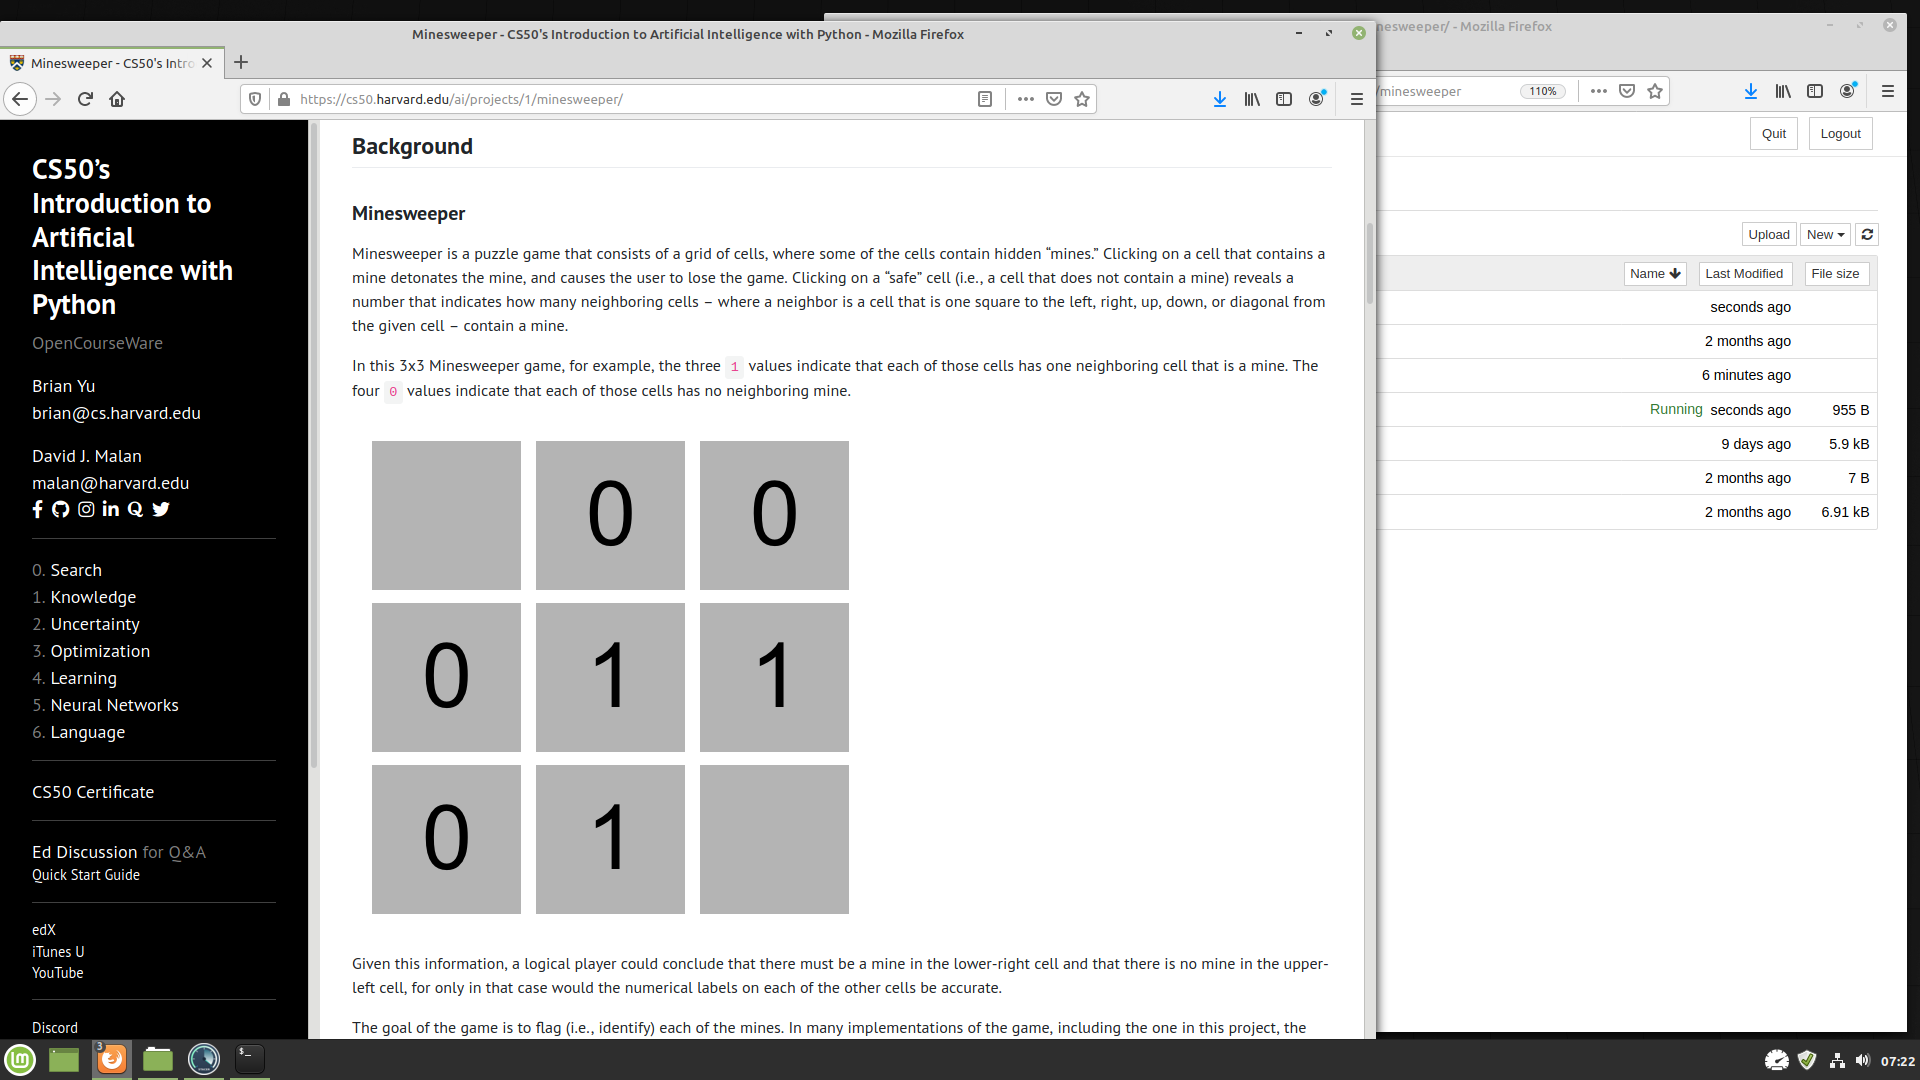 Minesweeper - CS50's Introduction to Artificial Intelligence with Python - Mozilla Firefox
nesweeper/ - Mozilla Firefox
Minesweeper - CS50's Intro
https://cs50.harvard.edu/ai/projects/1/minesweeper/
/minesweeper
110%
Quit
Logout
CS50’s
Introduction to
Artificial
Intelligence with
Python
OpenCourseWare
Brian Yu
brian@cs.harvard.edu
David J. Malan
malan@harvard.edu
0. Search
1. Knowledge
2. Uncertainty
3. Optimization
4. Learning
5. Neural Networks
6. Language
CS50 Certificate
Ed Discussion for Q&A
Quick Start Guide
edX
iTunes U
YouTube
Discord
Background
Minesweeper
Minesweeper is a puzzle game that consists of a grid of cells, where some of the cells contain hidden “mines.” Clicking on a cell that contains a
mine detonates the mine, and causes the user to lose the game. Clicking on a “safe” cell (i.e., a cell that does not contain a mine) reveals a
number that indicates how many neighboring cells – where a neighbor is a cell that is one square to the left, right, up, down, or diagonal from
the given cell – contain a mine.
In this 3x3 Minesweeper game, for example, the three 1 values indicate that each of those cells has one neighboring cell that is a mine. The
four 0 values indicate that each of those cells has no neighboring mine.
0 0
0 1 1
0 1
Given this information, a logical player could conclude that there must be a mine in the lower-right cell and that there is no mine in the upper-
left cell, for only in that case would the numerical labels on each of the other cells be accurate.
The goal of the game is to flag (i.e., identify) each of the mines. In many implementations of the game, including the one in this project, the
Upload New
Name Last Modified File size
seconds ago
2 months ago
6 minutes ago
Running seconds ago 955 B
9 days ago 5.9 kB
2 months ago 7 B
2 months ago 6.91 kB
3
07:22